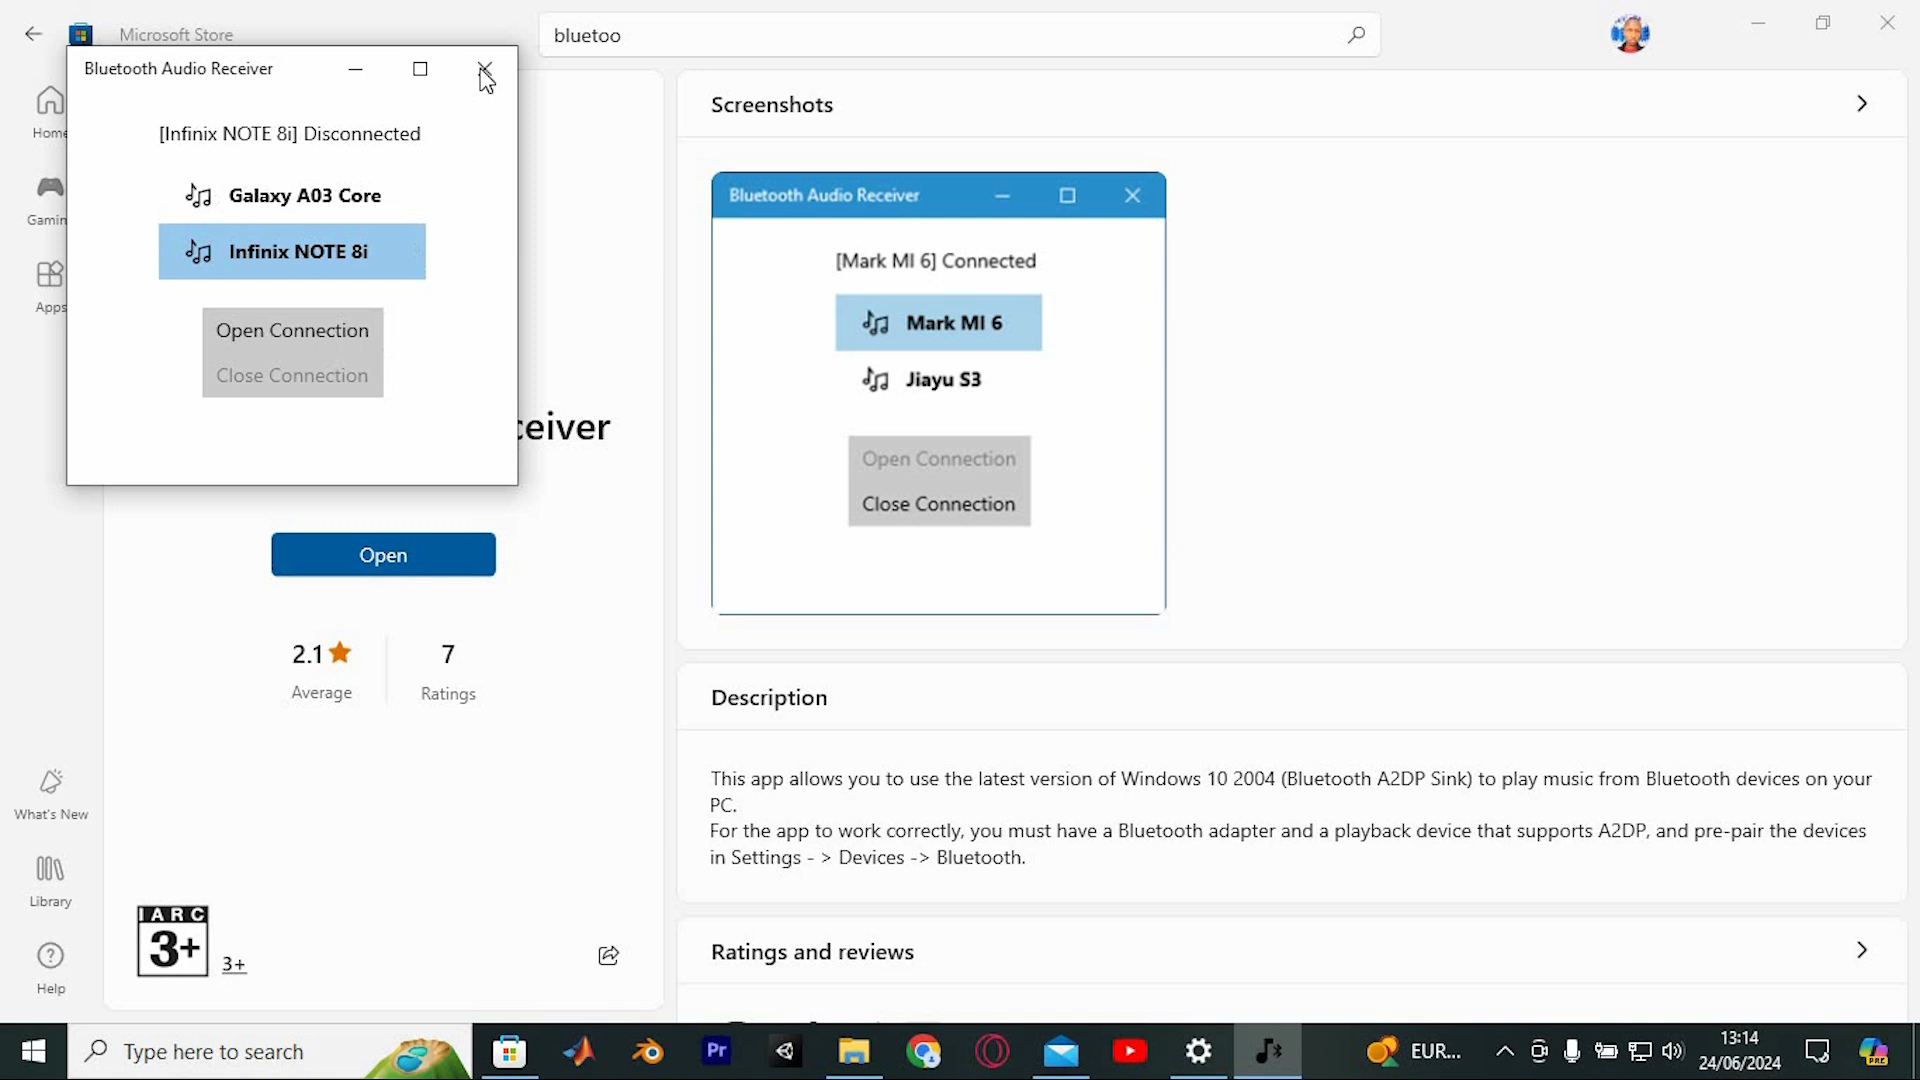 Microsoft Store
bluetoo
Bluetooth Audio Receiver
[Infinix NOTE 8i] Disconnected
Galaxy A03 Core
Infinix NOTE 8i
Open Connection
Close Connection
Home
Gamin
Apps
What's New
Library
Help
ceiver
Open
2.1
Average
7
Ratings
IARC
3+
3+
Screenshots
Bluetooth Audio Receiver
[Mark MI 6] Connected
Mark MI 6
Jiayu S3
Open Connection
Close Connection
Description
This app allows you to use the latest version of Windows 10 2004 (Bluetooth A2DP Sink) to play music from Bluetooth devices on your
PC.
For the app to work correctly, you must have a Bluetooth adapter and a playback device that supports A2DP, and pre-pair the devices
in Settings - > Devices -> Bluetooth.
Ratings and reviews
Type here to search
Pr
EUR...
13:14
24/06/2024
PRE